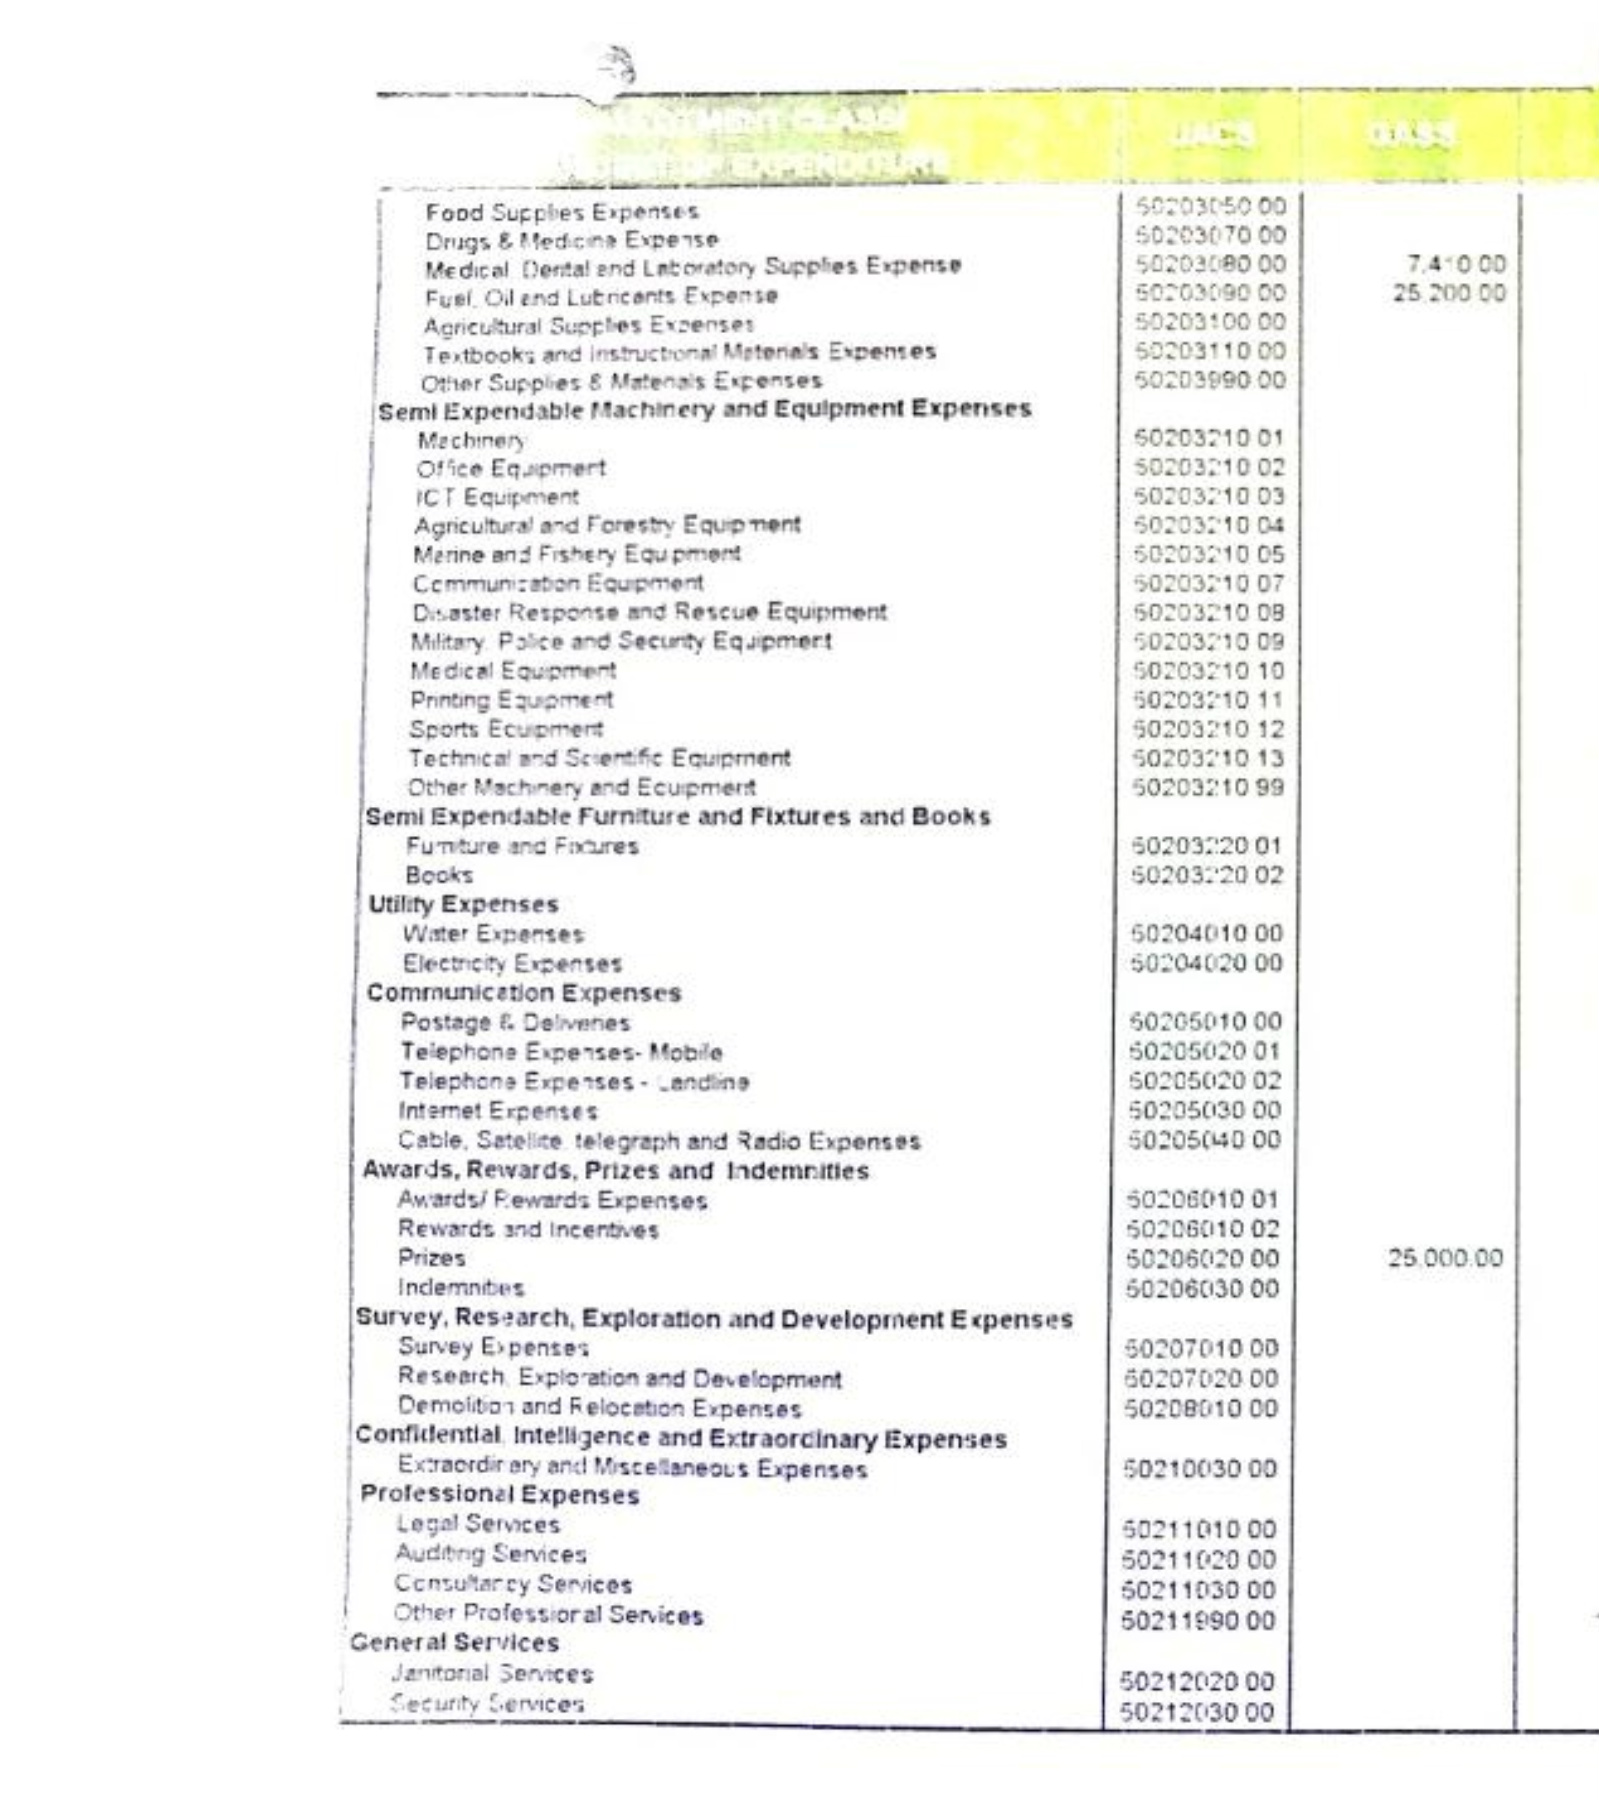 UACS GASS
Food Supplies Expenses 50203050 00
Drugs & Medicine Expense 50203070 00
Medical, Dental and Laboratory Supplies Expense 50203080 00 7,410.00
Fuel, Oil and Lubricants Expense 50203090 00 25,200.00
Agricultural Supplies Expenses 50203100 00
Textbooks and Instructional Materials Expenses 50203110 00
Other Supplies & Materials Expenses 50203990 00
Semi Expendable Machinery and Equipment Expenses
Machinery 50203210 01
Office Equipment 50203210 02
ICT Equipment 50203210 03
Agricultural and Forestry Equipment 50203210 04
Marine and Fishery Equipment 50203210 05
Communication Equipment 50203210 07
Disaster Response and Rescue Equipment 50203210 08
Military, Police and Security Equipment 50203210 09
Medical Equipment 50203210 10
Printing Equipment 50203210 11
Sports Equipment 50203210 12
Technical and Scientific Equipment 50203210 13
Other Machinery and Equipment 50203210 99
Semi Expendable Furniture and Fixtures and Books
Furniture and Fixtures 50203220 01
Books 50203220 02
Utility Expenses
Water Expenses 50204010 00
Electricity Expenses 50204020 00
Communication Expenses
Postage & Deliveries 50205010 00
Telephone Expenses- Mobile 50205020 01
Telephone Expenses - Landline 50205020 02
Internet Expenses 50205030 00
Cable, Satellite, telegraph and Radio Expenses 50205040 00
Awards, Rewards, Prizes and Indemnities
Awards/ Rewards Expenses 50206010 01
Rewards and Incentives 50206010 02
Prizes 50206020 00 25,000.00
Indemnities 50206030 00
Survey, Research, Exploration and Development Expenses
Survey Expenses 50207010 00
Research, Exploration and Development 50207020 00
Demolition and Relocation Expenses 50208010 00
Confidential, Intelligence and Extraordinary Expenses
Extraordinary and Miscellaneous Expenses 50210030 00
Professional Expenses
Legal Services 50211010 00
Auditing Services 50211020 00
Consultancy Services 50211030 00
Other Professional Services 50211990 00
General Services
Janitorial Services 50212020 00
Security Services 50212030 00